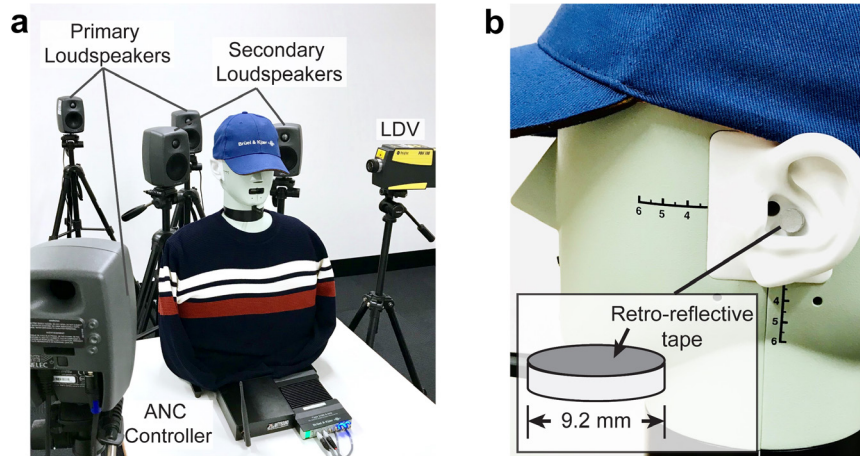 a
Primary
Loudspeakers
Secondary
Loudspeakers
LDV
Brüel & Kjær
ANC
Controller
b
6 5 4
4
5
6
Retro-reflective
tape
9.2 mm